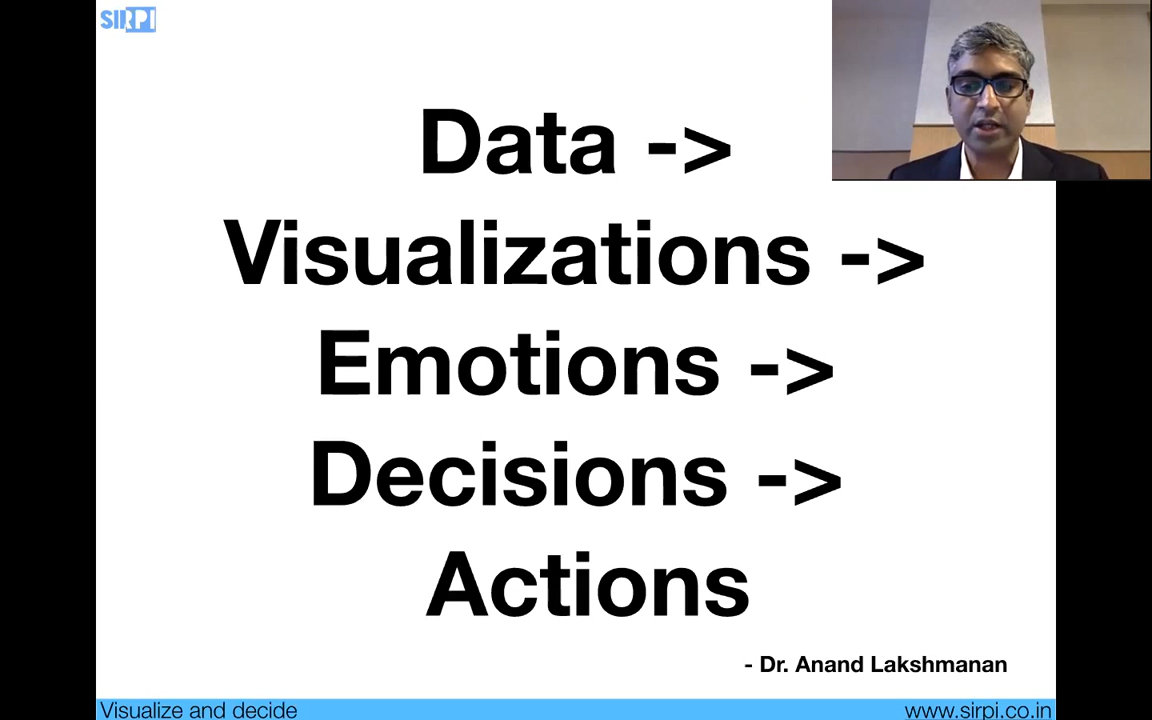 SIRPI
Data ->
Visualizations ->
Emotions ->
Decisions ->
Actions
- Dr. Anand Lakshmanan
Visualize and decide
www.sirpi.co.in